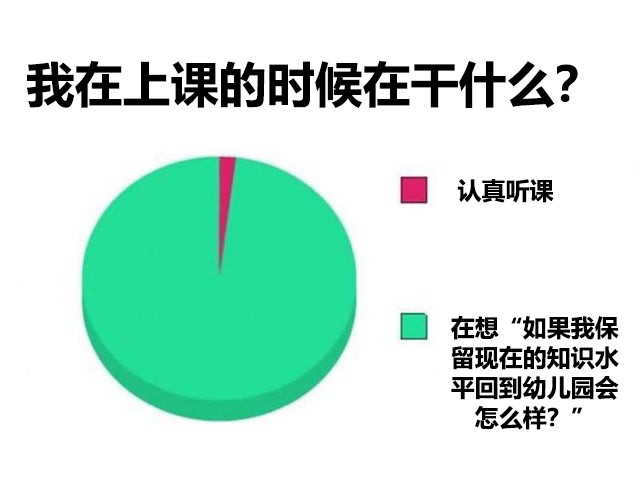 我在上课的时候在干什么？
认真听课
在想“如果我保
留现在的知识水
平回到幼儿园会
怎么样？”